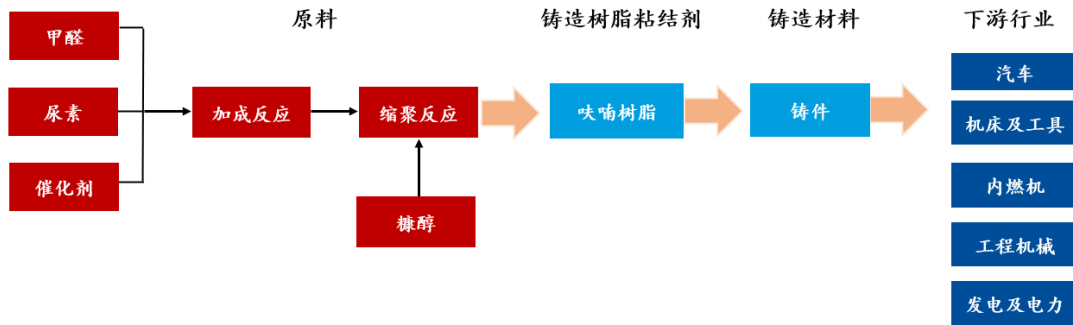 原料
铸造树脂粘结剂
铸造材料
下游行业
甲醛
尿素
催化剂
加成反应
缩聚反应
糠醇
呋喃树脂
铸件
汽车
机床及工具
内燃机
工程机械
发电及电力